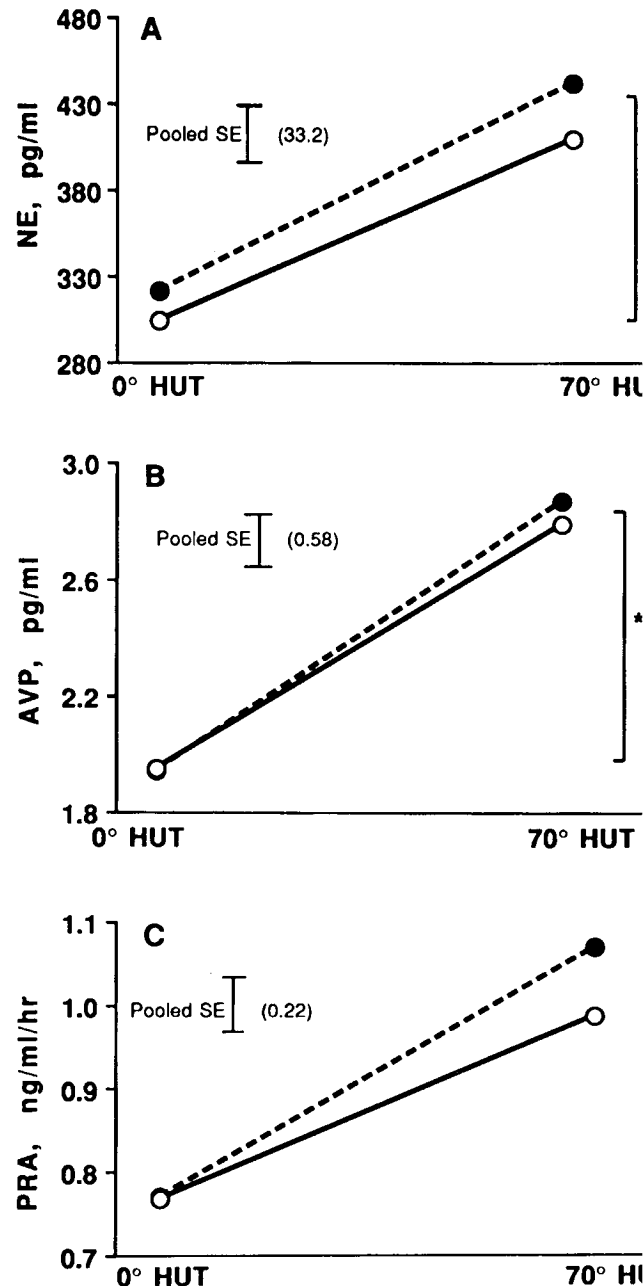 480
A
430
Pooled SE (33.2)
NE, pg/ml
380
330
280
0° HUT 70° HU
3.0
B
Pooled SE (0.58)
2.6
AVP, pg/ml
*
2.2
1.8
0° HUT 70° HUT
1.1
C
Pooled SE (0.22)
1.0
PRA, ng/ml/hr
0.9
0.8
0.7
0° HUT 70° HU